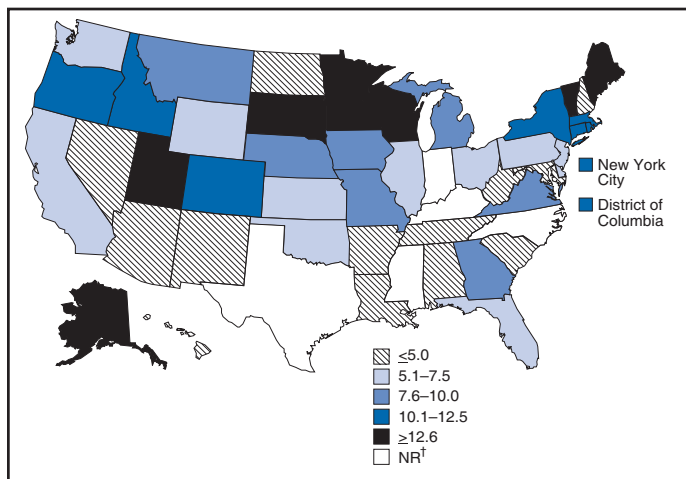 New York
City
District of
Columbia
≤5.0
5.1–7.5
7.6–10.0
10.1–12.5
≥12.6
NR†